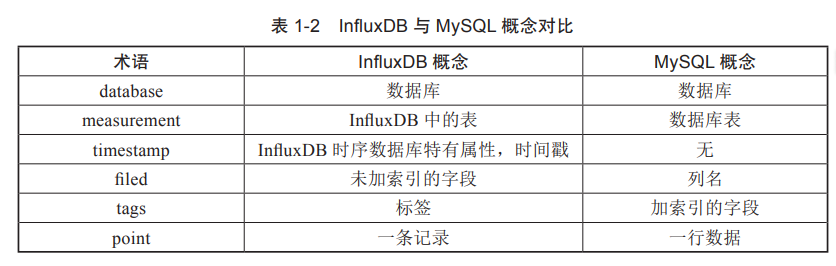 表 1-2 InfluxDB 与 MySQL 概念对比
术语 InfluxDB 概念 MySQL 概念
database 数据库 数据库
measurement InfluxDB 中的表 数据库表
timestamp InfluxDB 时序数据库特有属性，时间戳 无
filed 未加索引的字段 列名
tags 标签 加索引的字段
point 一条记录 一行数据